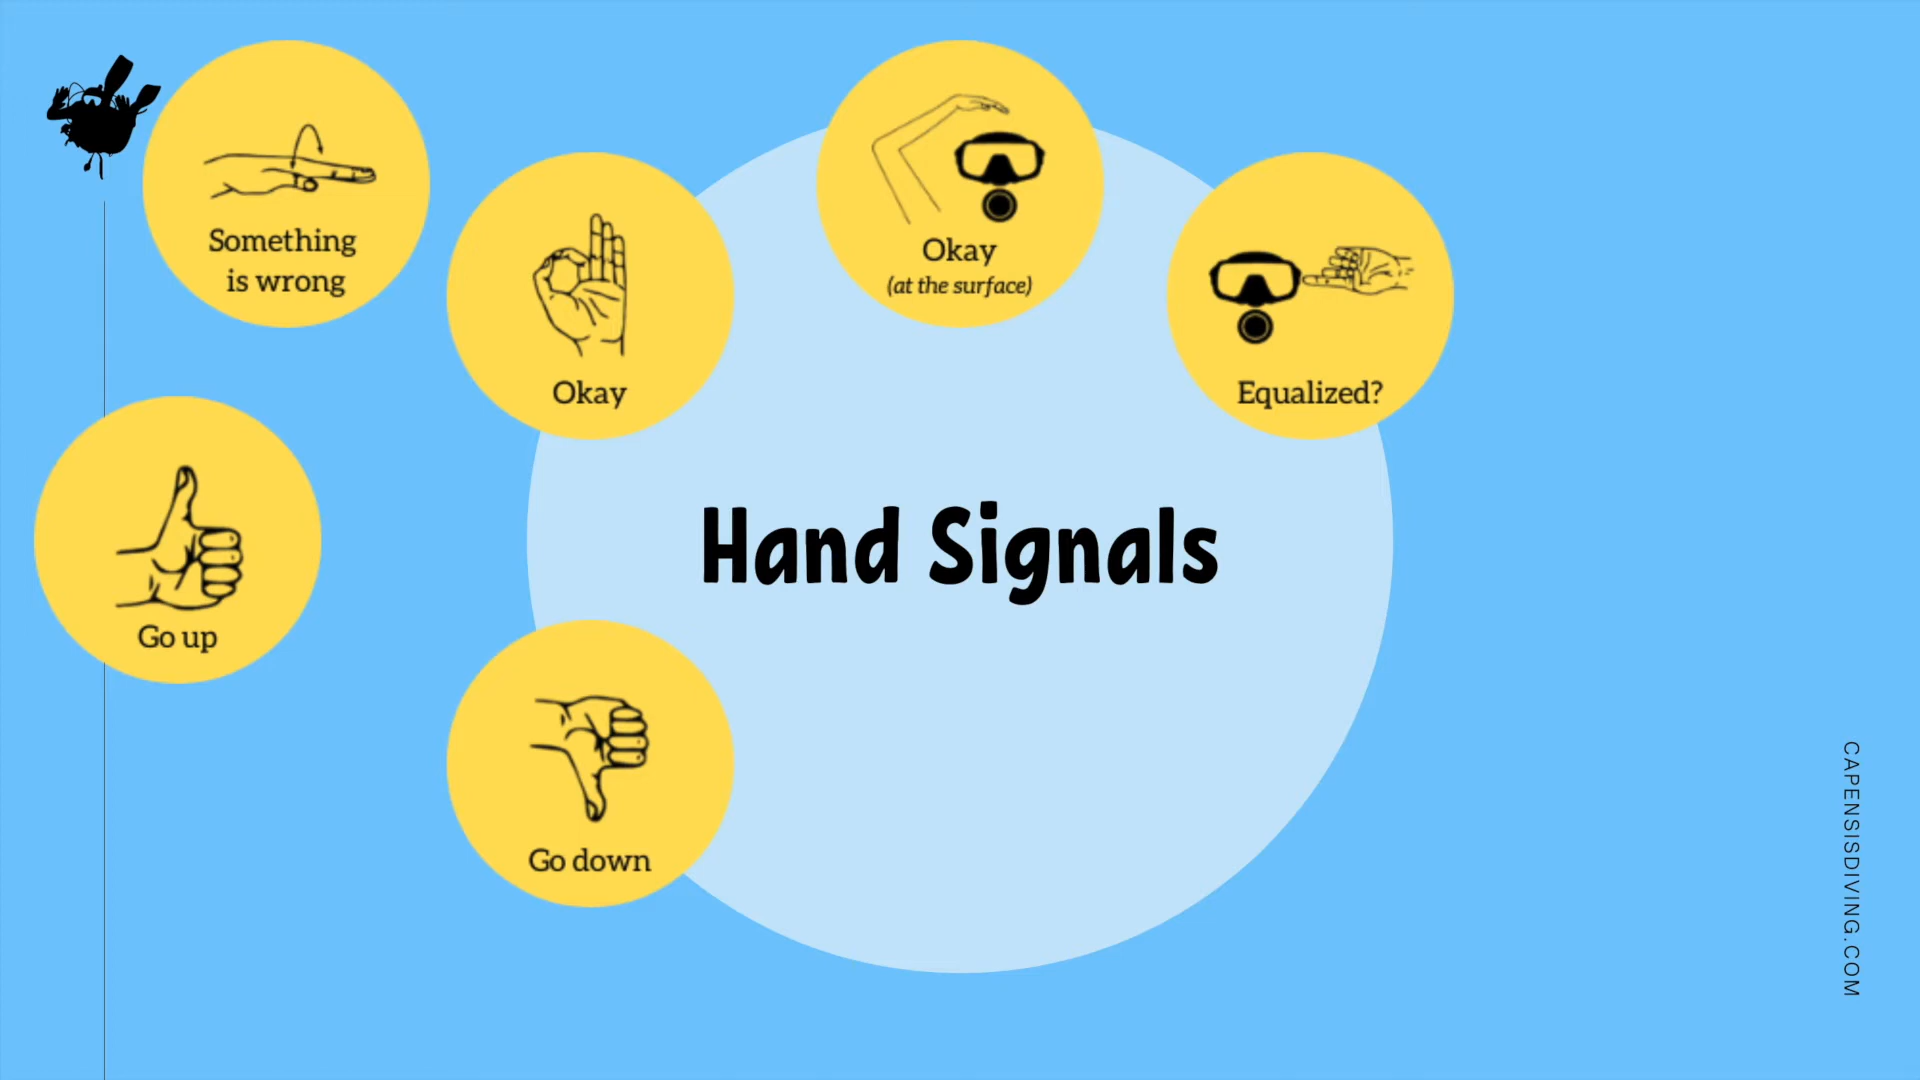 Something
is wrong
Okay
Okay
(at the surface)
Equalized?
Go up
Hand Signals
Go down
CAPENSISDIVING.COM